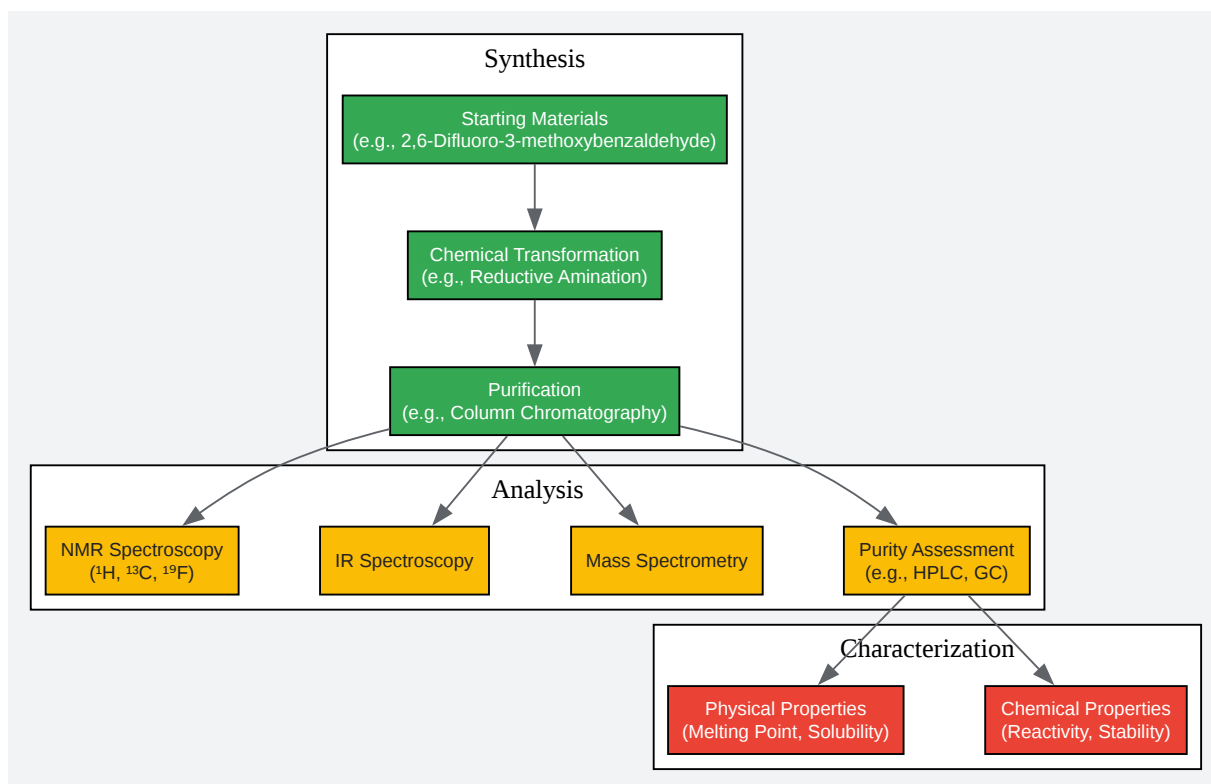 Synthesis
Starting Materials
(e.g., 2,6-Difluoro-3-methoxybenzaldehyde)
Chemical Transformation
(e.g., Reductive Amination)
Purification
(e.g., Column Chromatography)
Analysis
NMR Spectroscopy
(¹H, ¹³C, ¹⁹F)
IR Spectroscopy
Mass Spectrometry
Purity Assessment
(e.g., HPLC, GC)
Characterization
Physical Properties
(Melting Point, Solubility)
Chemical Properties
(Reactivity, Stability)